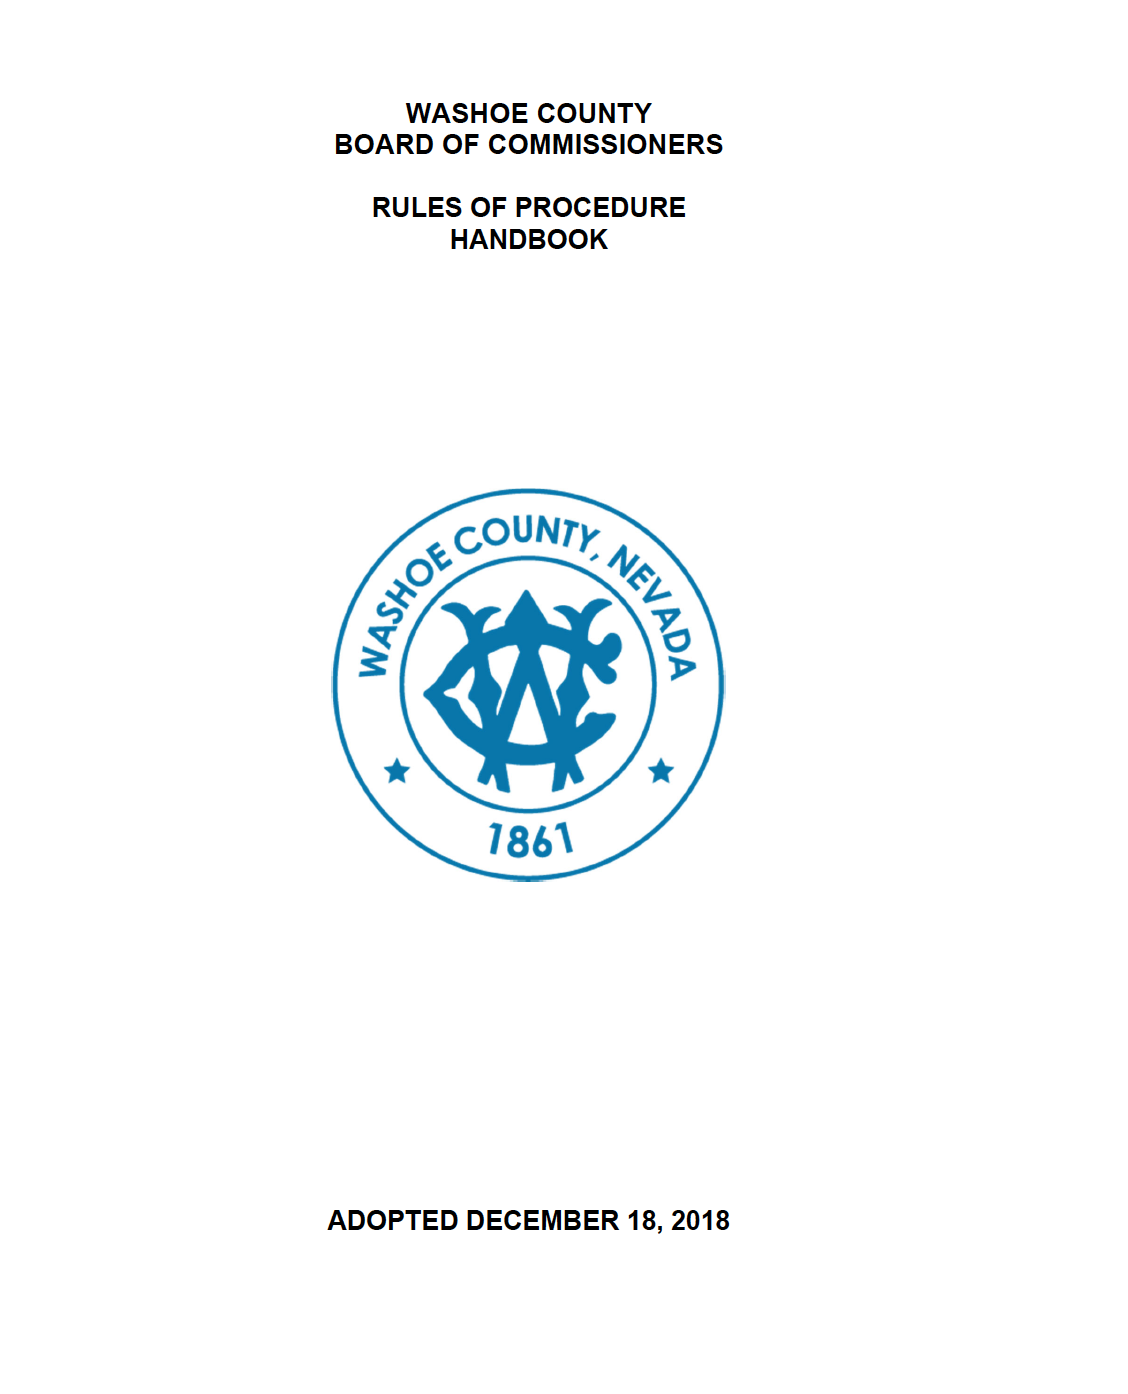 WASHOE COUNTY
BOARD OF COMMISSIONERS
RULES OF PROCEDURE
HANDBOOK
WASHOE COUNTY, NEVADA
1861
ADOPTED DECEMBER 18, 2018